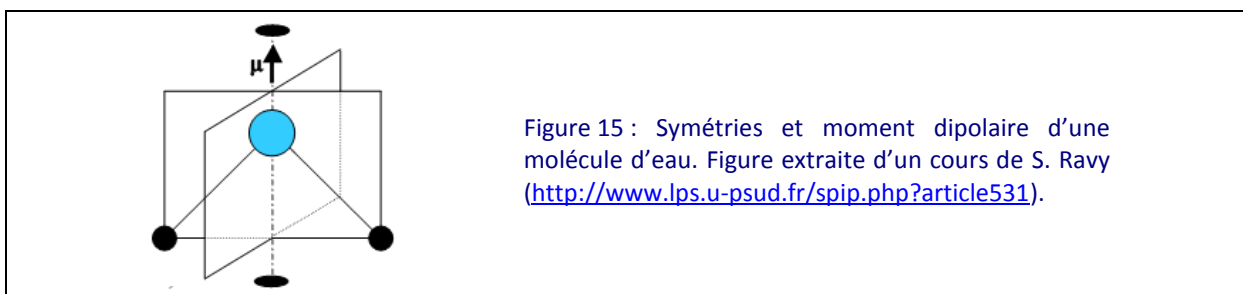 μ
Figure 15 : Symétries et moment dipolaire d’une
molécule d’eau. Figure extraite d’un cours de S. Ravy
(http://www.lps.u-psud.fr/spip.php?article531).